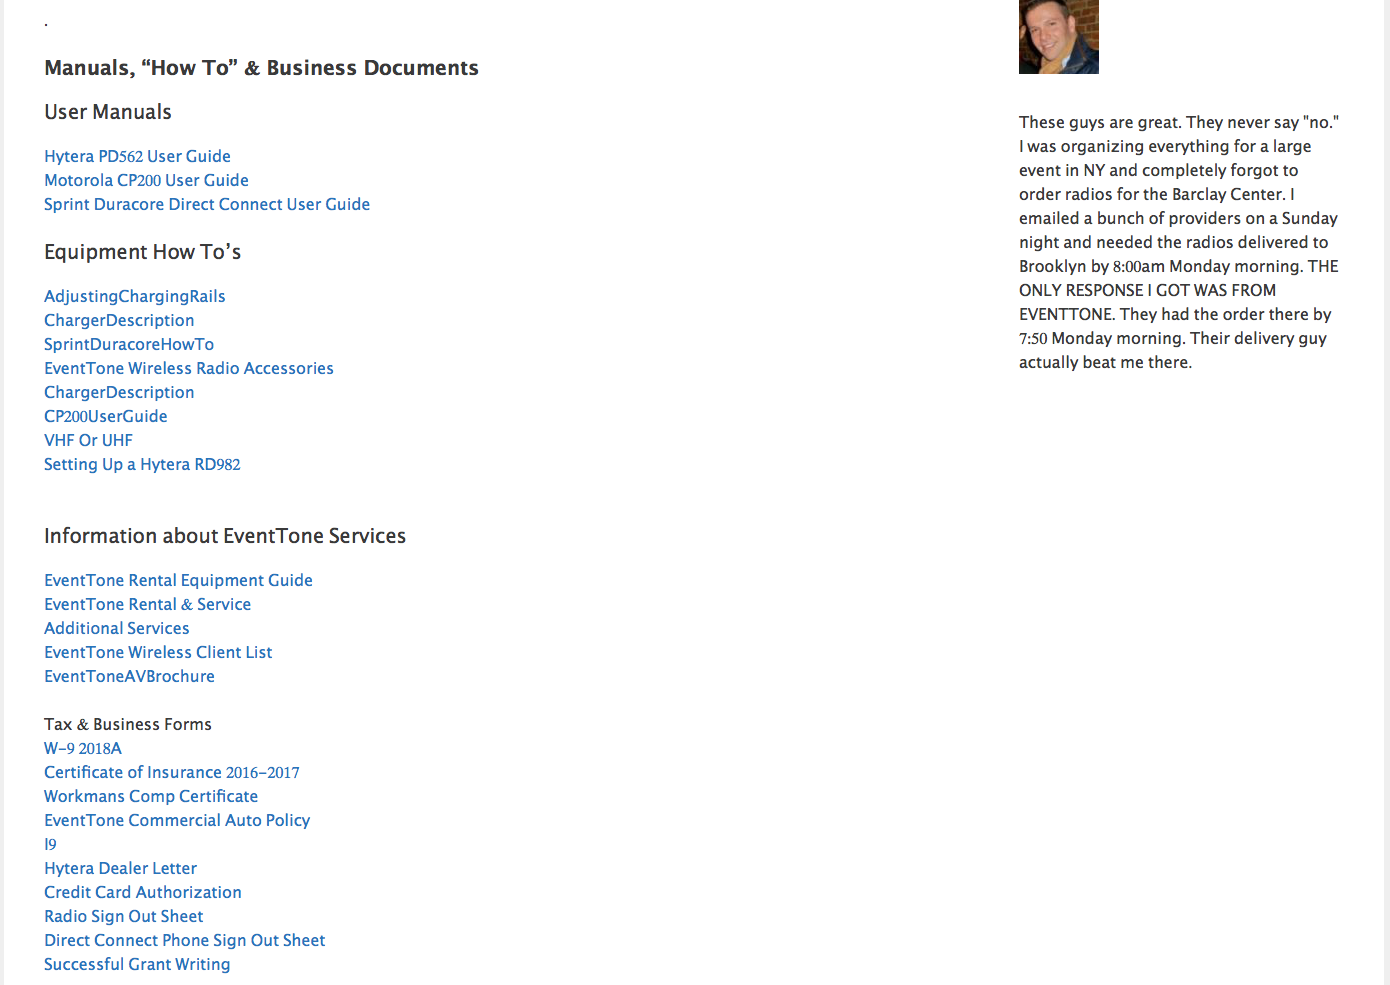 .
Manuals, “How To” & Business Documents
User Manuals
Hytera PD562 User Guide
Motorola CP200 User Guide
Sprint Duracore Direct Connect User Guide
Equipment How To’s
AdjustingChargingRails
ChargerDescription
SprintDuracoreHowTo
EventTone Wireless Radio Accessories
ChargerDescription
CP200UserGuide
VHF Or UHF
Setting Up a Hytera RD982
Information about EventTone Services
EventTone Rental Equipment Guide
EventTone Rental & Service
Additional Services
EventTone Wireless Client List
EventToneAVBrochure
Tax & Business Forms
W–9 2018A
Certificate of Insurance 2016–2017
Workmans Comp Certificate
EventTone Commercial Auto Policy
I9
Hytera Dealer Letter
Credit Card Authorization
Radio Sign Out Sheet
Direct Connect Phone Sign Out Sheet
Successful Grant Writing
These guys are great. They never say "no."
I was organizing everything for a large
event in NY and completely forgot to
order radios for the Barclay Center. I
emailed a bunch of providers on a Sunday
night and needed the radios delivered to
Brooklyn by 8:00am Monday morning. THE
ONLY RESPONSE I GOT WAS FROM
EVENTTONE. They had the order there by
7:50 Monday morning. Their delivery guy
actually beat me there.